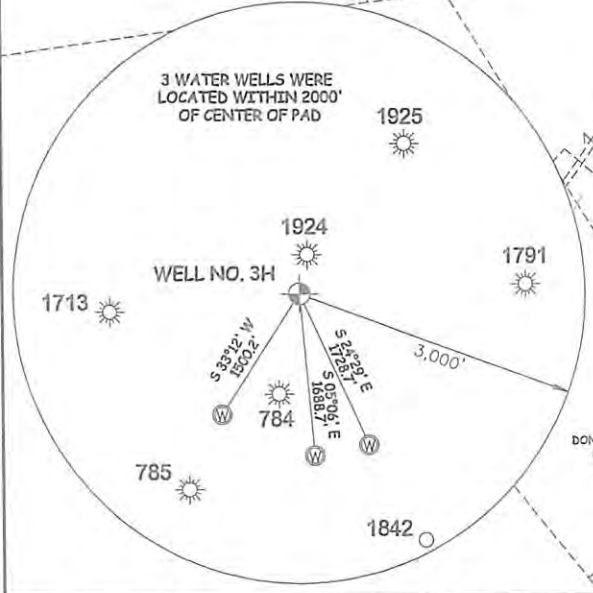 3 WATER WELLS WERE
LOCATED WITHIN 2000'
OF CENTER OF PAD
1925
1924
1791
WELL NO. 3H
1713
3,000'
S 33°12' W
1500.2'
S 24°29' E
1728.7'
S 05°06' E
1688.7'
784
W
W
W
DON
785
1842